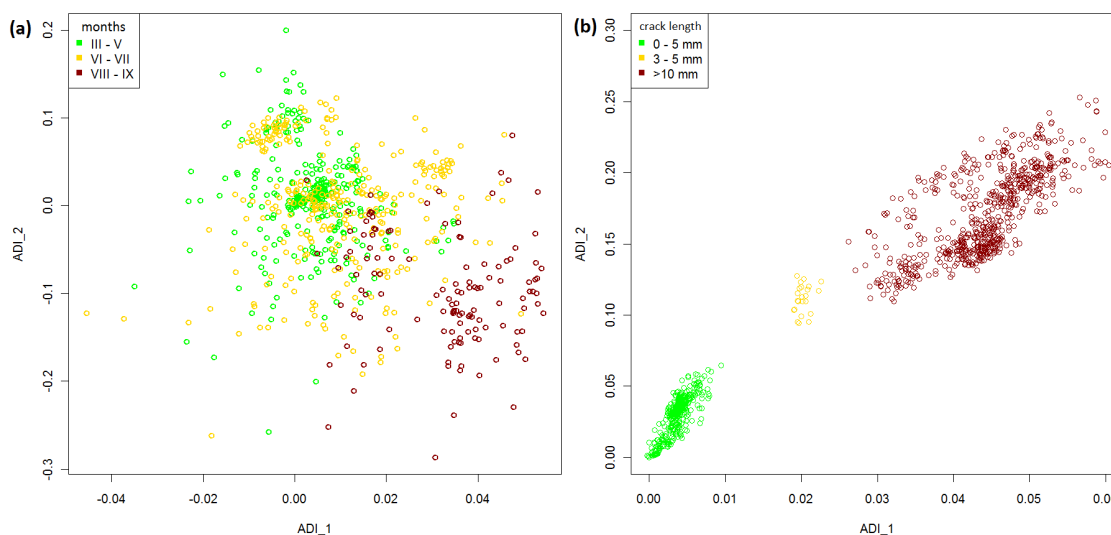 (a)
months
III - V
VI - VII
VIII - IX
ADI_2
0.2
0.1
0.0
-0.1
-0.2
-0.3
-0.04
-0.02
0.00
0.02
0.04
ADI_1
(b)
crack length
0 - 5 mm
3 - 5 mm
>10 mm
ADI_2
0.30
0.25
0.20
0.15
0.10
0.05
0.00
0.00
0.01
0.02
0.03
0.04
0.05
ADI_1